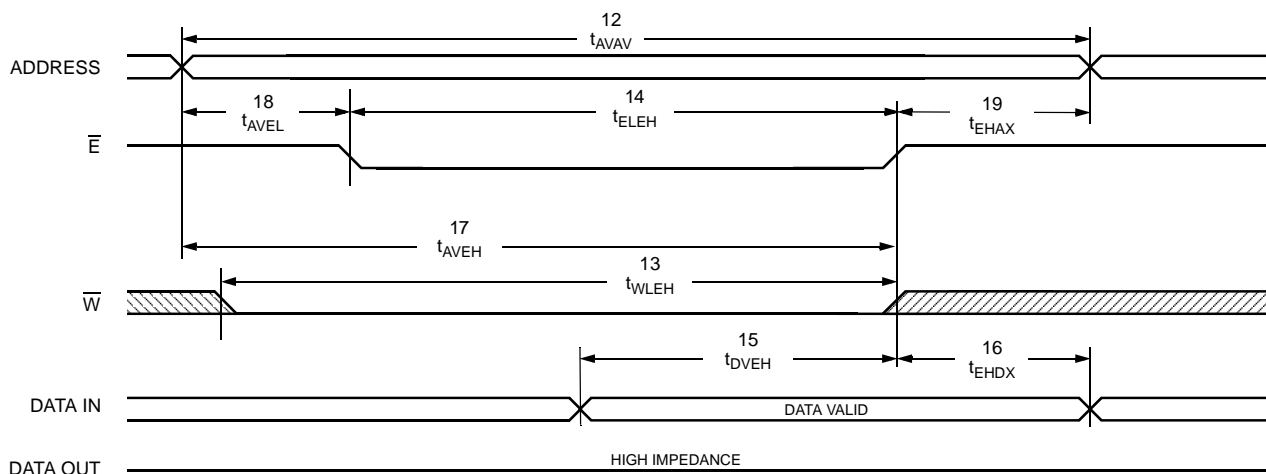 12
tAVAV
ADDRESS
18
tAVEL
14
tELEH
19
tEHAX
E̅
17
tAVEH
13
tWLEH
W̅
15
tDVEH
16
tEHDX
DATA IN
DATA VALID
DATA OUT
HIGH IMPEDANCE